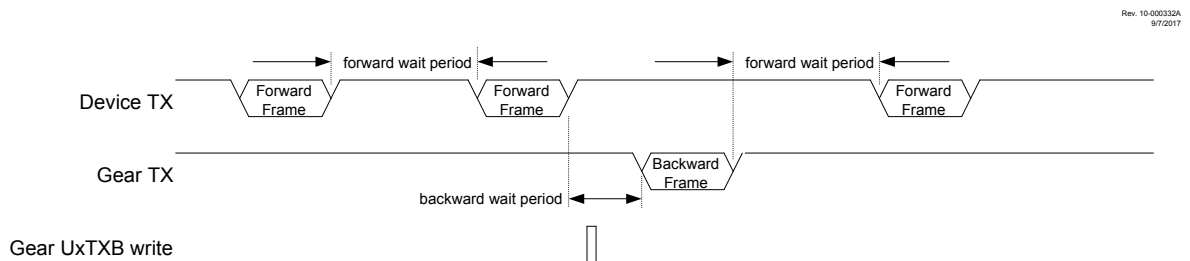 Rev. 10-000332A
9/7/2017
forward wait period
forward wait period
Device TX
Forward
Frame
Forward
Frame
Forward
Frame
Gear TX
Backward
Frame
backward wait period
Gear UxTXB write